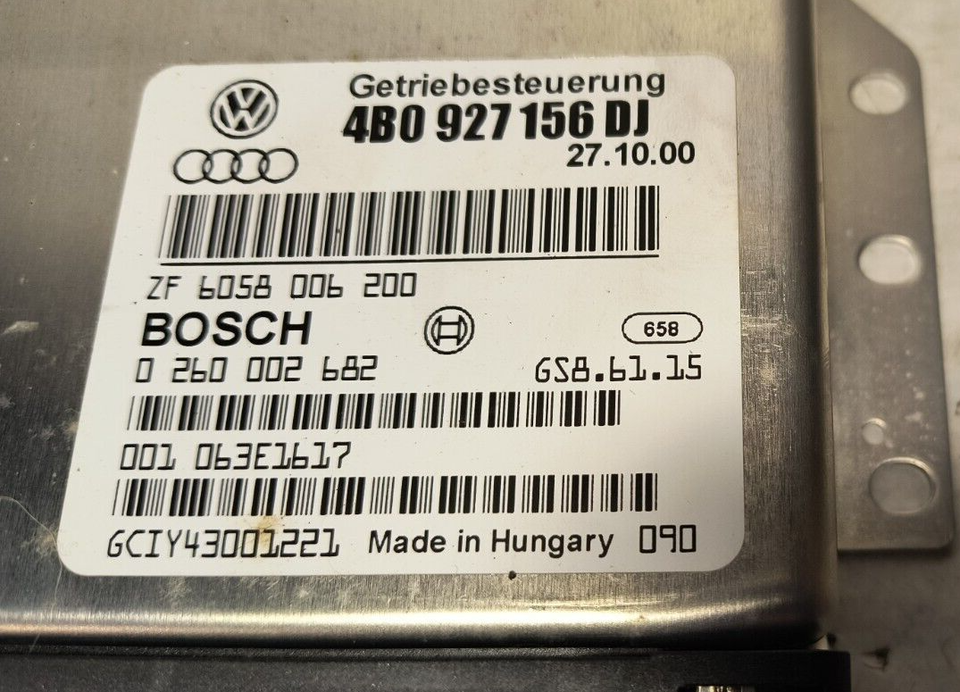 Getriebesteuerung
4B0 927 156 DJ
27.10.00
ZF 6058 006 200
BOSCH
658
0 260 002 682 GS8.61.15
001 063E1617
GCIY43001221 Made in Hungary 090